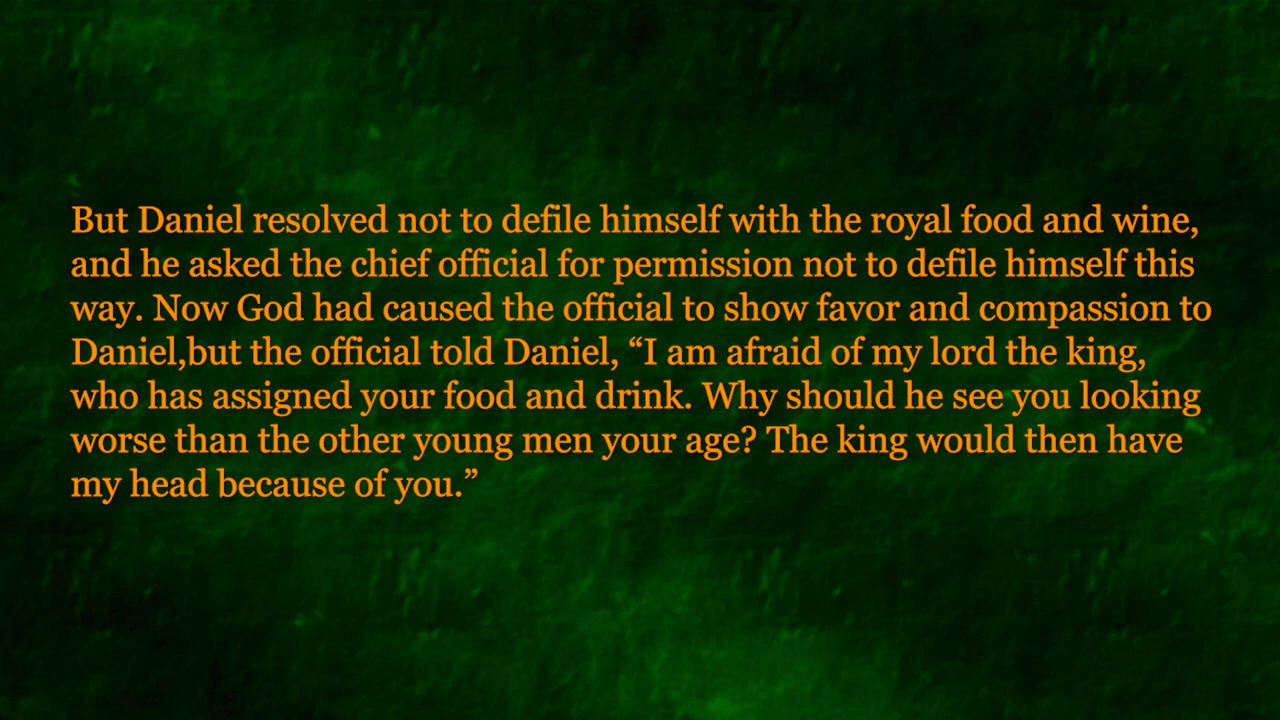 But Daniel resolved not to defile himself with the royal food and wine,
and he asked the chief official for permission not to defile himself this
way. Now God had caused the official to show favor and compassion to
Daniel,but the official told Daniel, “I am afraid of my lord the king,
who has assigned your food and drink. Why should he see you looking
worse than the other young men your age? The king would then have
my head because of you.”